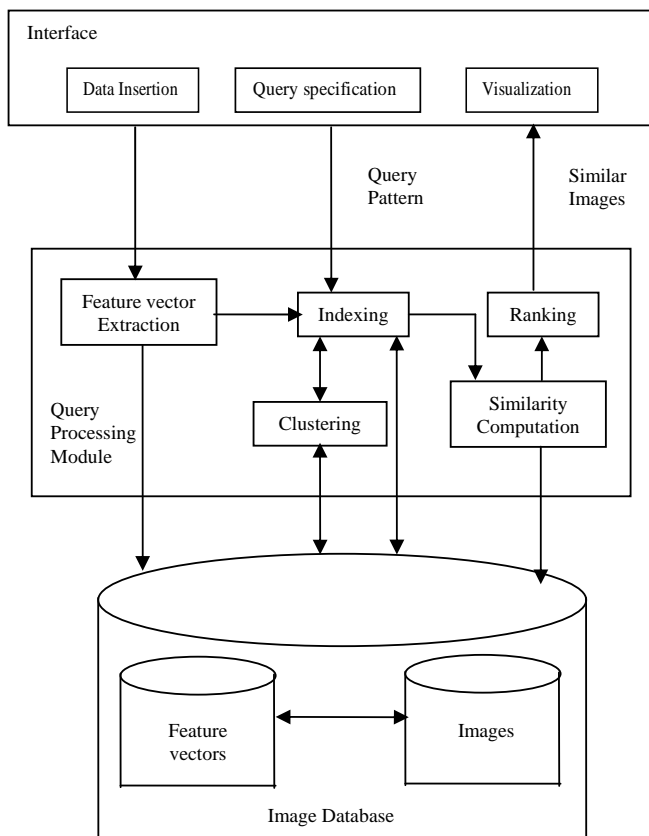 Interface
Data Insertion
Query specification
Visualization
Query
Pattern
Similar
Images
Feature vector
Extraction
Indexing
Ranking
Query
Processing
Module
Clustering
Similarity
Computation
Feature
vectors
Images
Image Database